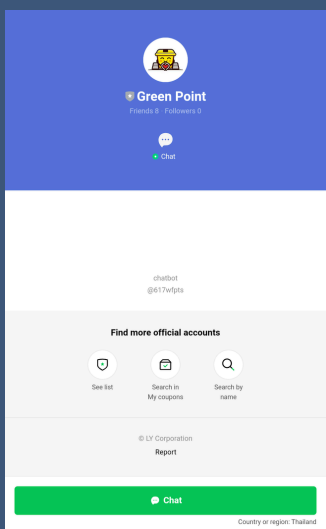 Green Point
Friends 8 Followers 0
Chat
chatbot
@617wfpta
Find more official accounts
See list
Search in
My coupons
Search by
name
© LY Corporation
Report
Chat
Country or region: Thailand